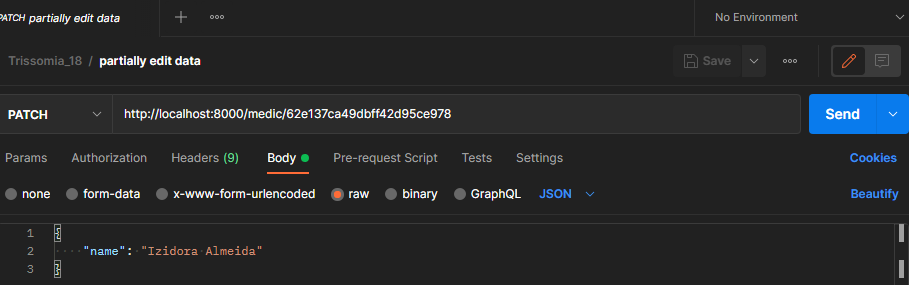 PATCH partially edit data + ooo No Environment
Trissomia_18 / partially edit data Save ooo
PATCH http://localhost:8000/medic/62e137ca49dbff42d95ce978 Send
Params Authorization Headers (9) Body Pre-request Script Tests Settings Cookies
none form-data x-www-form-urlencoded raw binary GraphQL JSON Beautify
1 {
2 "name": "Izidora Almeida"
3 }